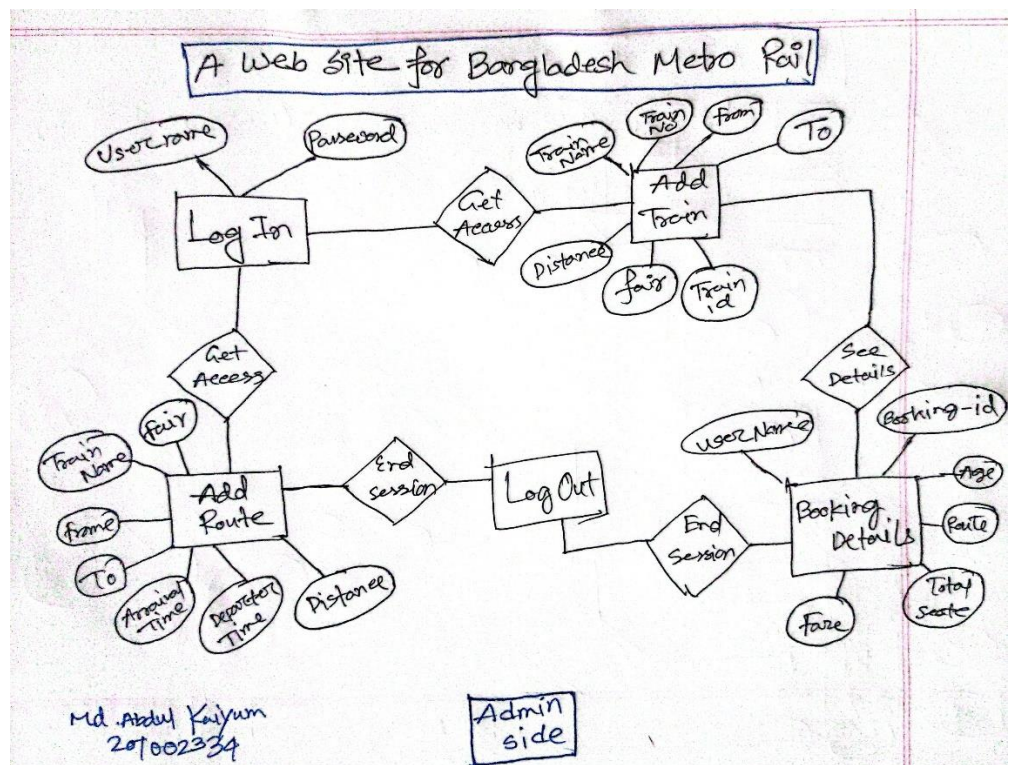 A Web Site for Bangladesh Metro Rail
User name
Password
Train
Name
Train
No
from
To
Log In
Get
Access
Add
Train
Distance
fair
Train
id
Get
Access
See
Details
fair
Train
Name
frame
To
Arrival
Time
Departer
Time
Distance
Add
Route
End
session
Log Out
End
Session
user Name
Booking-id
Age
Route
Total
seate
Fare
Booking
Details
Md. Abdul Kaiyum
201002334
Admin
side